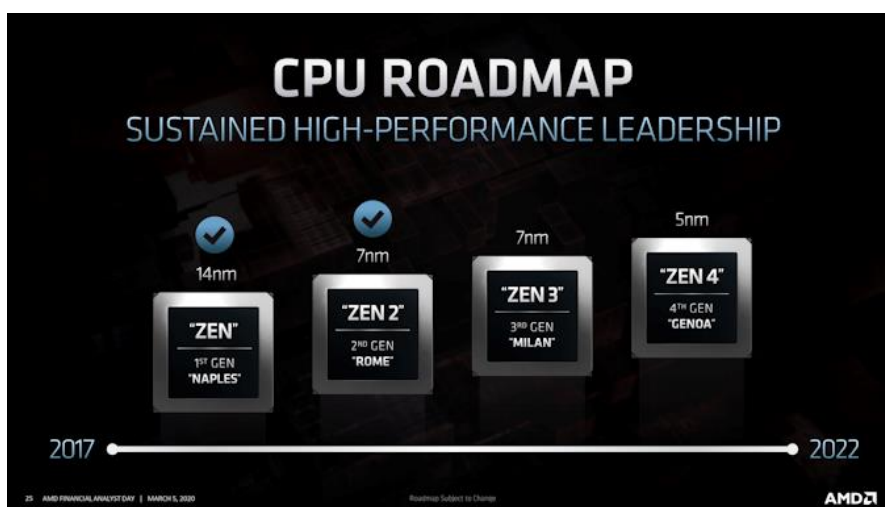 CPU ROADMAP
SUSTAINED HIGH-PERFORMANCE LEADERSHIP
14nm
"ZEN"
1ST GEN
"NAPLES"
7nm
"ZEN 2"
2ND GEN
"ROME"
7nm
"ZEN 3"
3RD GEN
"MILAN"
5nm
"ZEN 4"
4TH GEN
"GENOA"
2017
2022
25 AMD FINANCIAL ANALYST DAY | MARCH 5, 2020
Roadmap Subject to Change
AMD